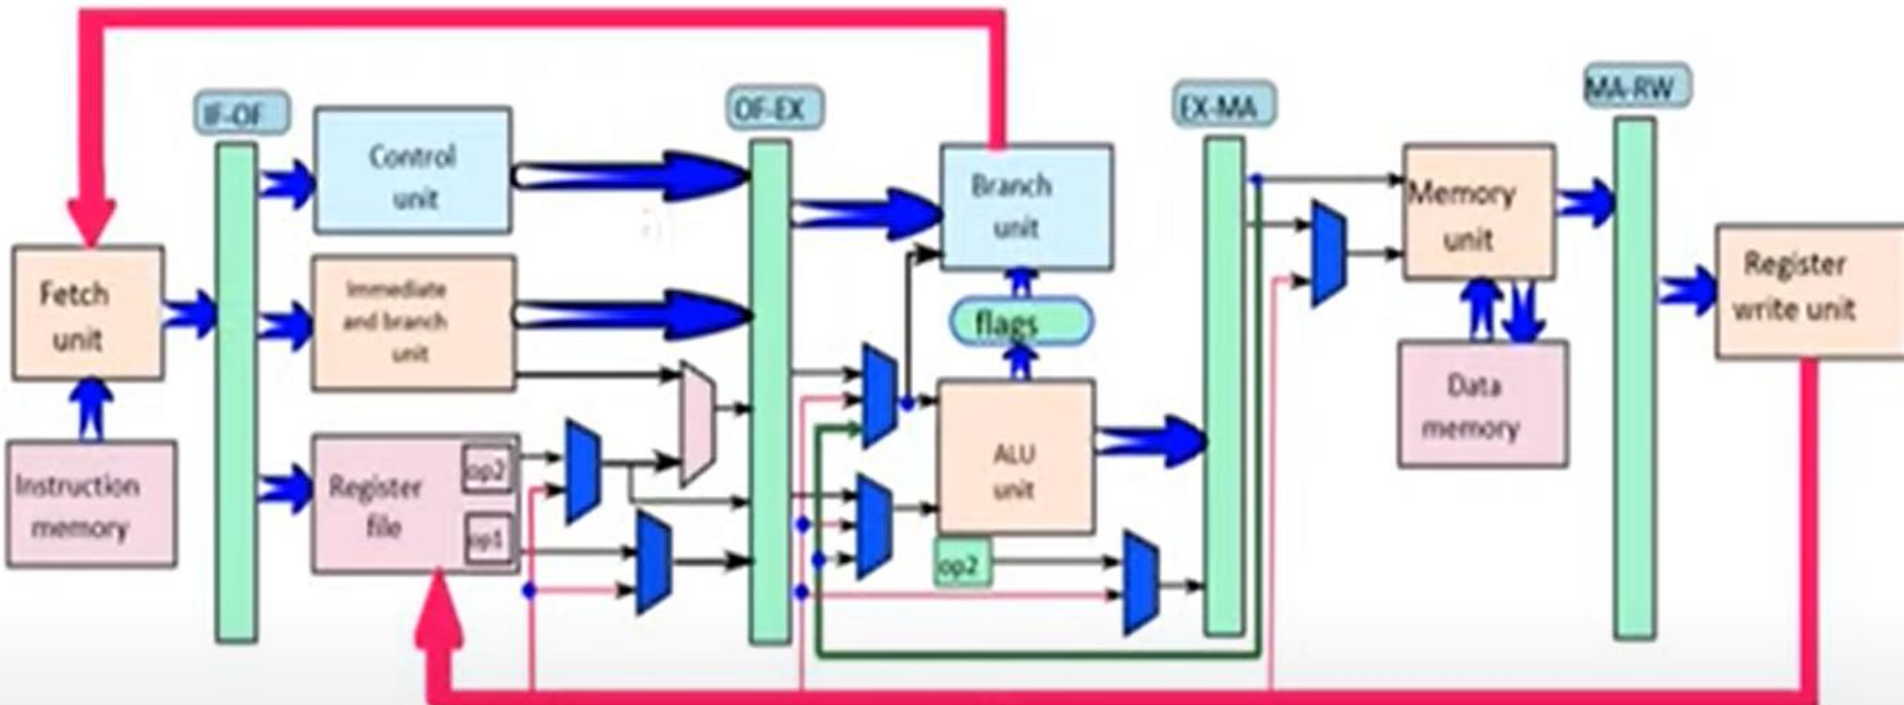 IF-OF
OF-EX
EX-MA
MA-RW
Control
unit
Branch
unit
Memory
unit
Register
write unit
Fetch
unit
Immediate
and branch
unit
flags
Data
memory
Instruction
memory
Register
file
op2
op1
ALU
unit
op2